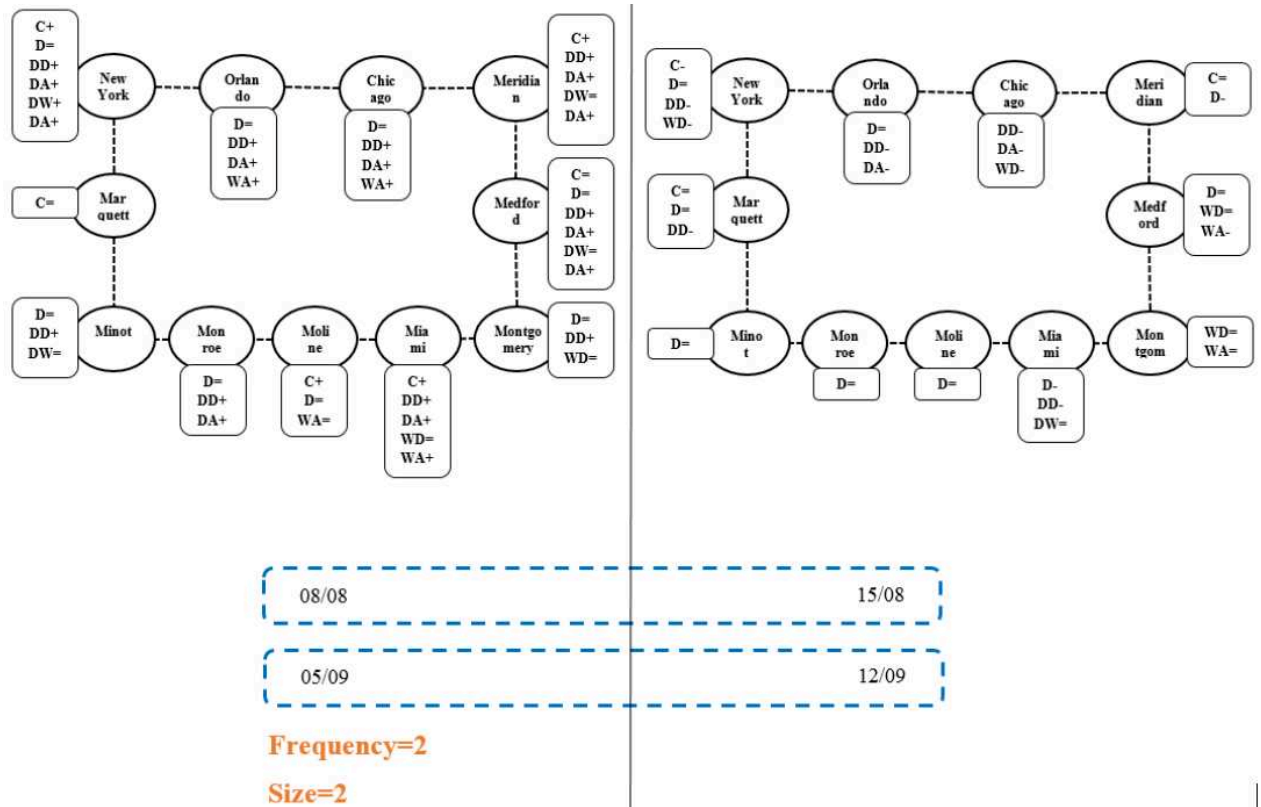 C+
D=
DD+
DA+
DW+
DA+
New
York
Orlan
do
D=
DD+
DA+
WA+
Chic
ago
D=
DD+
DA+
WA+
Meridia
n
C+
DD+
DA+
DW=
DA+
C=
Mar
quett
Medfor
d
C=
D=
DD+
DA+
DW=
DA+
D=
DD+
DW=
Minot
Mon
roe
D=
DD+
DA+
Moli
ne
C+
D=
WA=
Mia
mi
C+
DD+
DA+
WD=
WA+
Montgo
mery
D=
DD+
WD=
C-
D=
DD-
WD-
New
York
Orla
ndo
D=
DD-
DA-
Chic
ago
DD-
DA-
WD-
Meri
dian
C=
D-
C=
D=
DD-
Mar
quett
Medf
ord
D=
WD=
WA-
D=
Mino
t
Mon
roe
D=
Moli
ne
D=
Mia
mi
D-
DD-
DW=
Mon
tgom
WD=
WA=
08/08 15/08
05/09 12/09
Frequency=2
Size=2